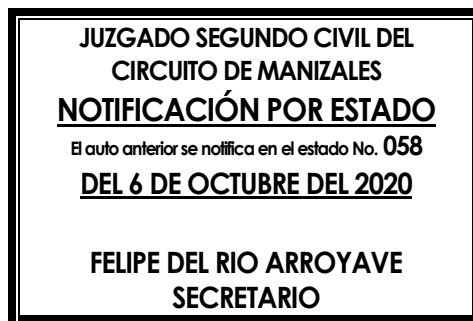 JUZGADO SEGUNDO CIVIL DEL
CIRCUITO DE MANIZALES
NOTIFICACIÓN POR ESTADO
El auto anterior se notifica en el estado No. 058
DEL 6 DE OCTUBRE DEL 2020
FELIPE DEL RIO ARROYAVE
SECRETARIO